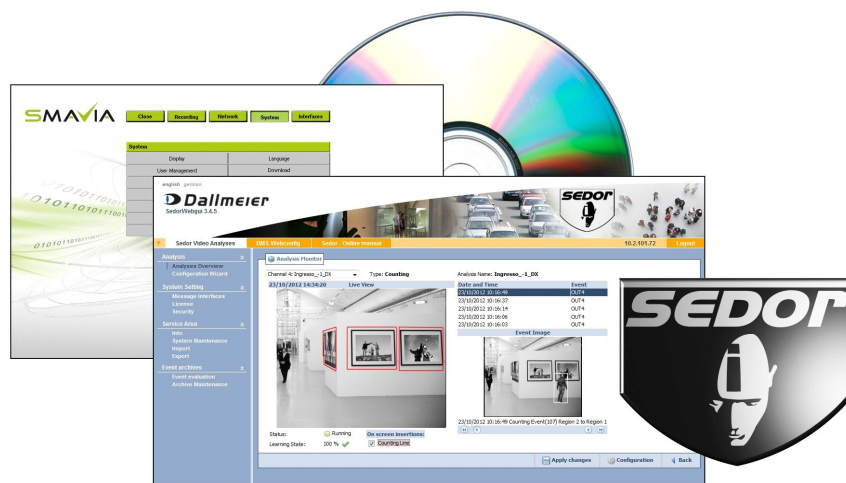 SMAVIA
Close Recording Network System Interfaces
System
Display Language
User Management Download
english german
Dallmeier
SedorWebgui 3.4.5
SEDOR
Sedor Video Analyses DMS Webconfig Sedor - Online manual 10.2.101.72 Logout
Analysis
Analyses Overview
Configuration Wizard
System Setting
Message Interfaces
License
Security
Service Area
Info
System Maintenance
Import
Export
Event archives
Event evaluation
Archive Maintenance
Analysis Monitor
Channel 4: Ingresso_-1_DX Type: Counting Analysis Name: Ingresso_-1_DX
23/10/2012 14:34:20 Live View
Date and Time Event
23/10/2012 10:16:49 OUT4
23/10/2012 10:16:37 OUT4
23/10/2012 10:16:14 OUT4
23/10/2012 10:16:06 OUT4
23/10/2012 10:16:03 OUT4
Event Image
23/10/2012 10:16:49 Counting Event(107) Region 2 to Region 1
Status: Running On screen insertions:
Learning State: 100 % Counting Line
Apply changes Configuration Back
SEDOR